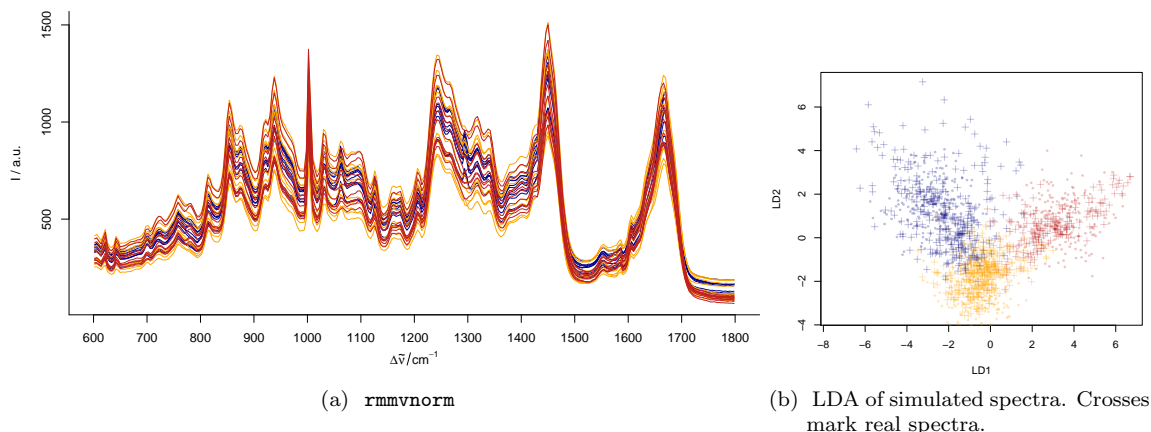 1500
1000
500
I / a.u.
600 700 800 900 1000 1100 1200 1300 1400 1500 1600 1700 1800
Δν̃/cm⁻¹
(a) rmmvnorm
6
4
2
0
−2
−4
LD2
−8 −6 −4 −2 0 2 4 6
LD1
(b) LDA of simulated spectra. Crosses
mark real spectra.